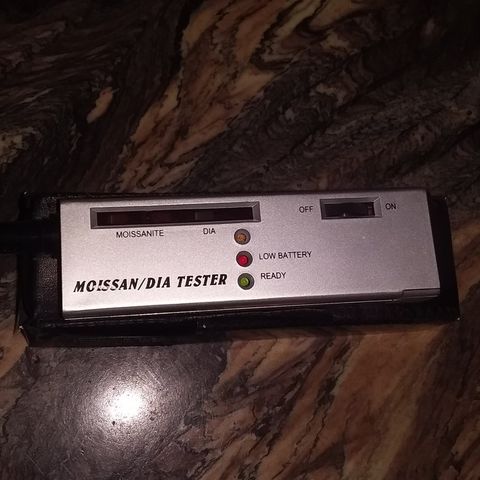 OFF ON
MOISSANITE DIA
LOW BATTERY
READY
MOISSAN/DIA TESTER